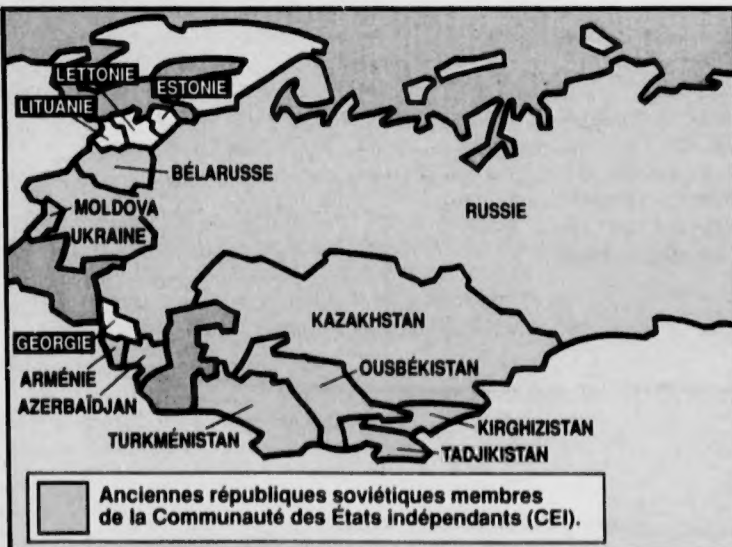 LETTONIE
ESTONIE
LITUANIE
BÉLARUSSE
MOLDOVA
UKRAINE
RUSSIE
KAZAKHSTAN
GEORGIE
OUSBÉKISTAN
ARMÉNIE
AZERBAÏDJAN
KIRGHIZISTAN
TURKMÉNISTAN
TADJIKISTAN
Anciennes républiques soviétiques membres
de la Communauté des États indépendants (CEI).